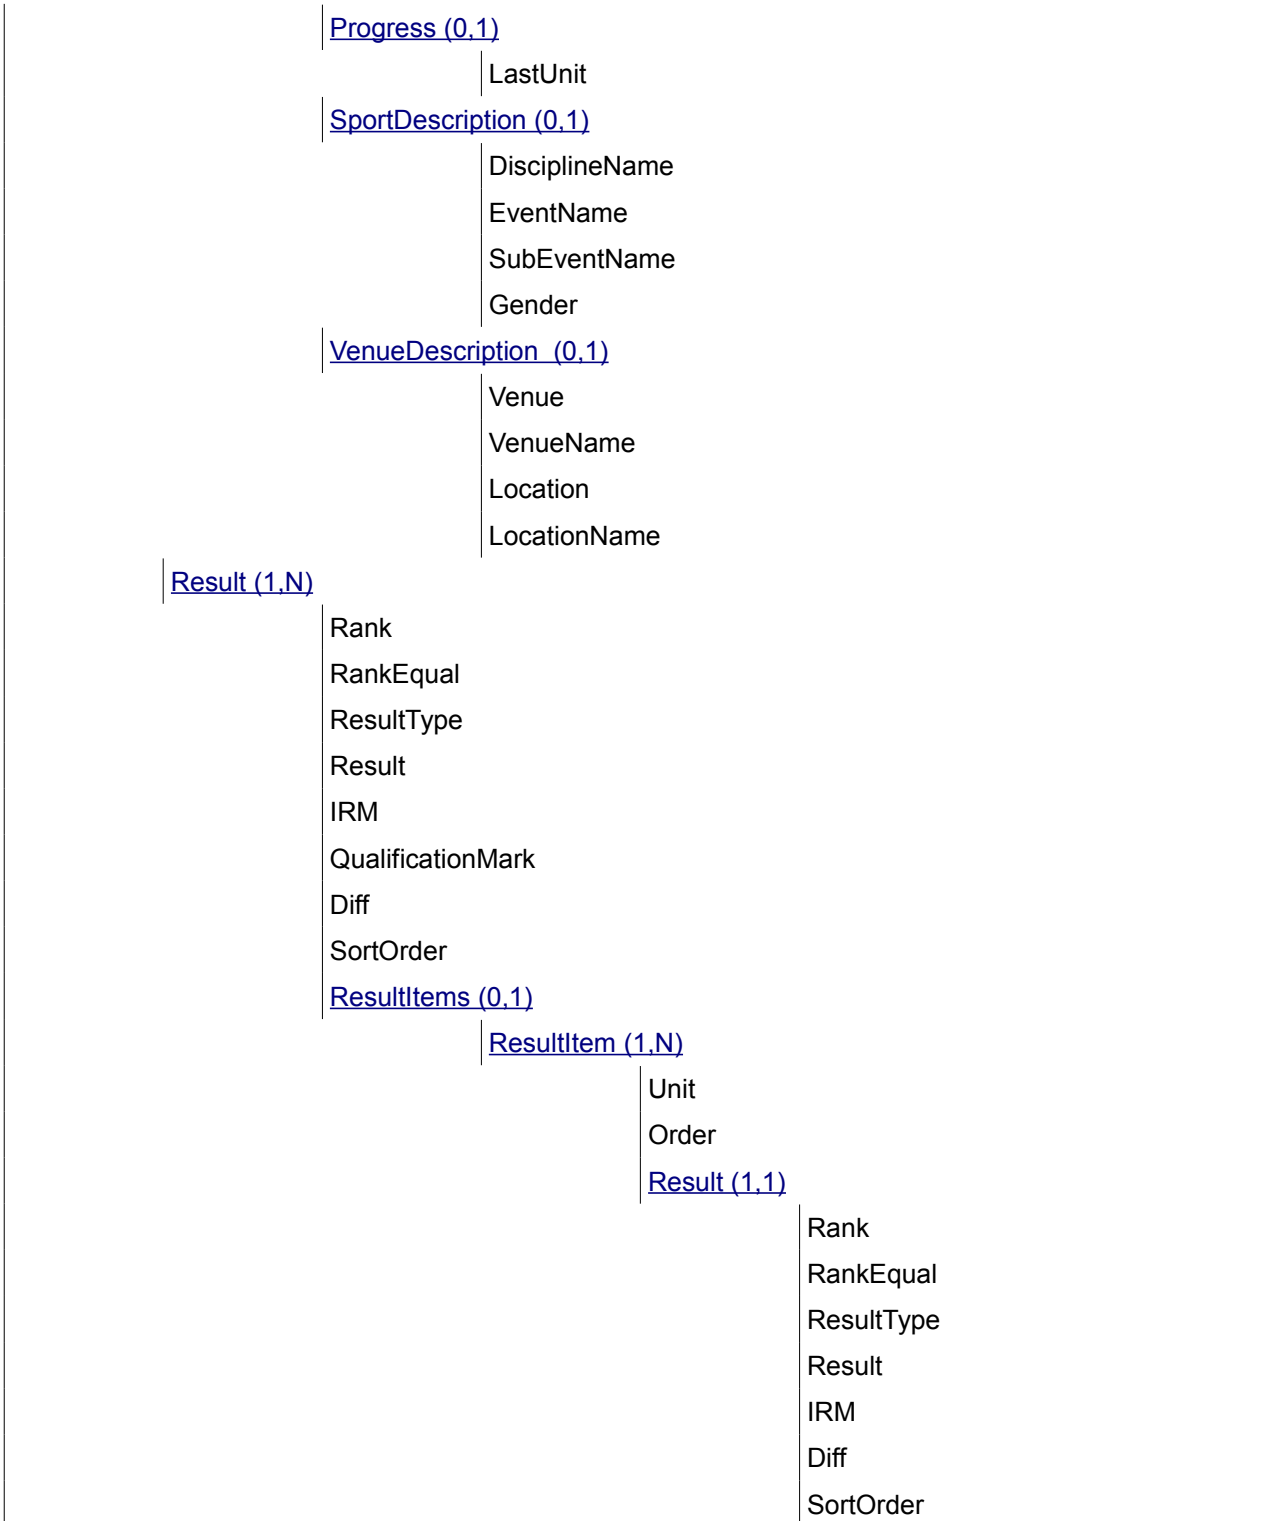 Progress (0,1)
LastUnit
SportDescription (0,1)
DisciplineName
EventName
SubEventName
Gender
VenueDescription  (0,1)
Venue
VenueName
Location
LocationName
Result (1,N)
Rank
RankEqual
ResultType
Result
IRM
QualificationMark
Diff
SortOrder
ResultItems (0,1)
ResultItem (1,N)
Unit
Order
Result (1,1)
Rank
RankEqual
ResultType
Result
IRM
Diff
SortOrder